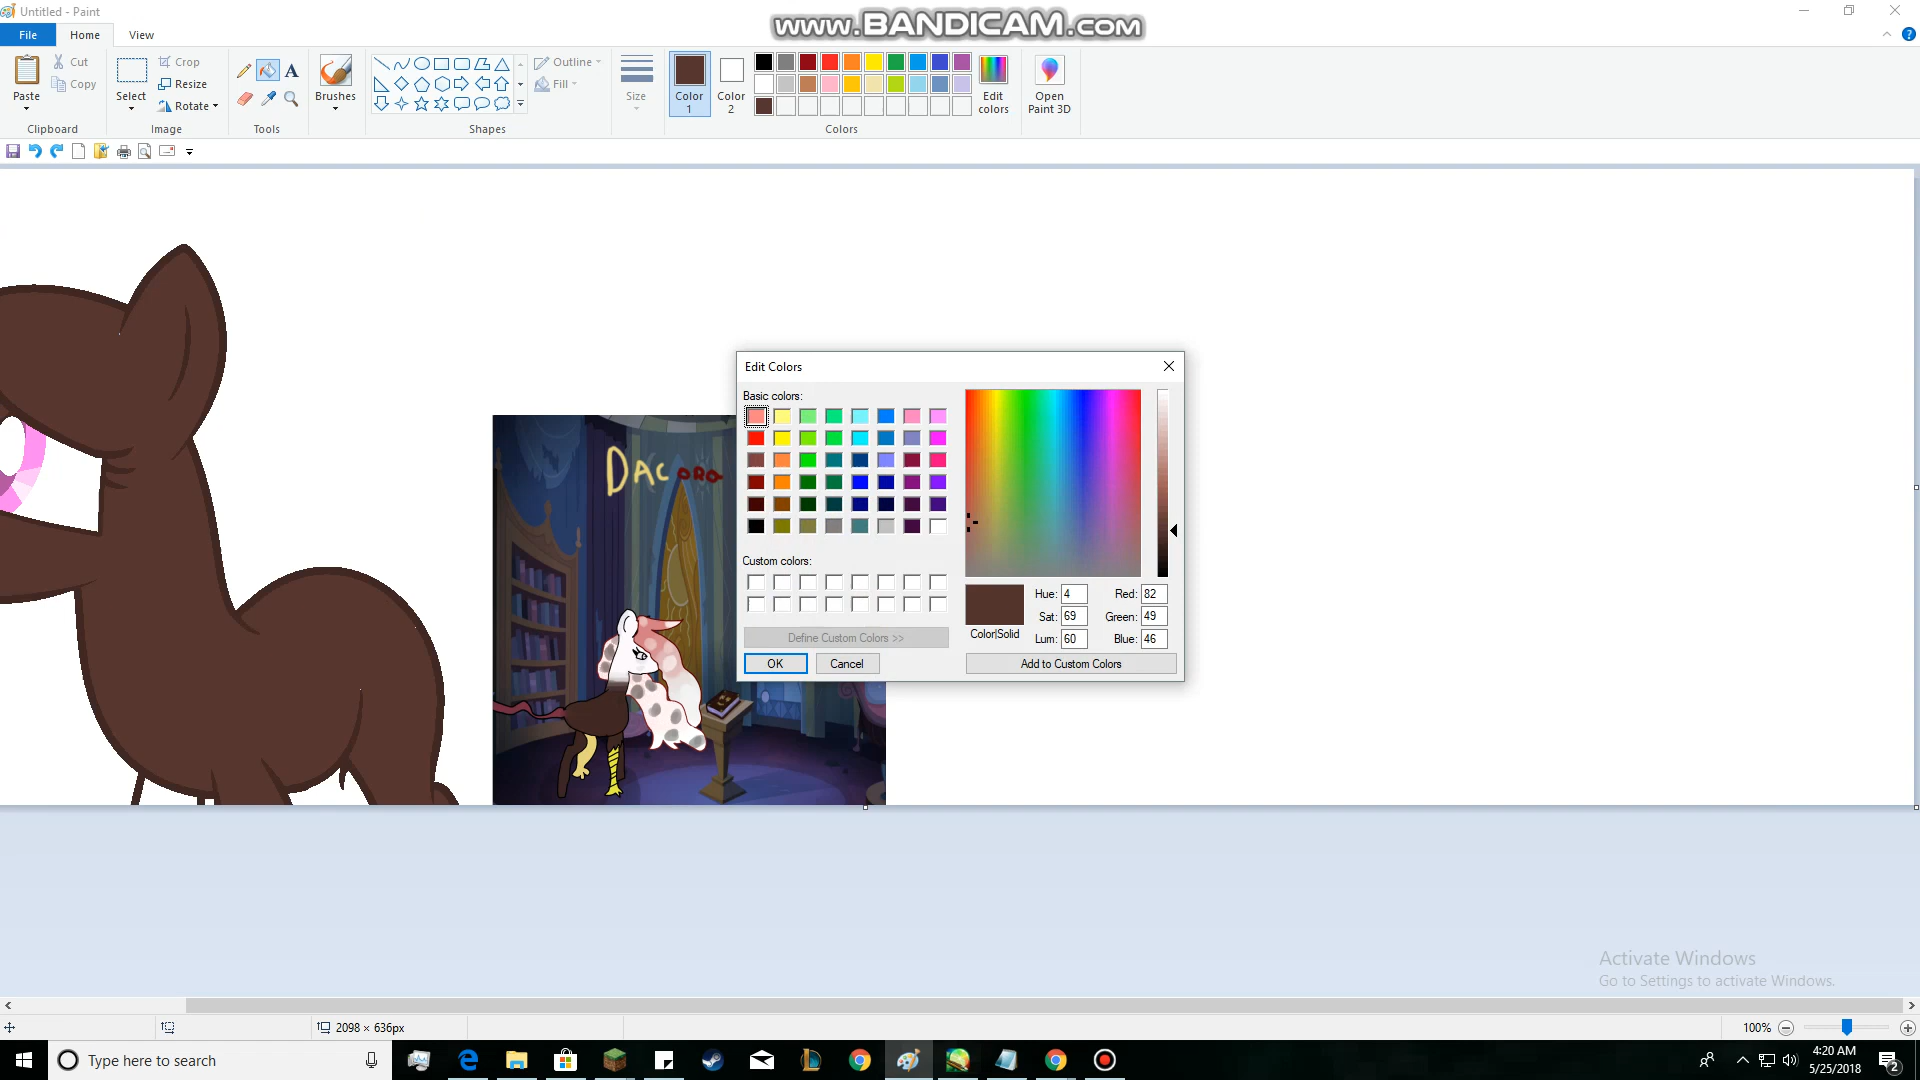 Untitled - Paint
www.BANDICAM.com
File
Home
View
Paste
Cut
Copy
Clipboard
Select
Crop
Resize
Rotate
Image
A
Tools
Brushes
Shapes
Outline
Fill
Size
Color
1
Color
2
Edit
colors
Colors
Open
Paint 3D
DACORO
Edit Colors
Basic colors:
Custom colors:
Define Custom Colors >>
OK
Cancel
Color|Solid
Hue: 4
Sat: 69
Lum: 60
Red: 82
Green: 49
Blue: 46
Add to Custom Colors
Activate Windows
Go to Settings to activate Windows.
2098 × 636px
100%
Type here to search
4:20 AM
5/25/2018
2